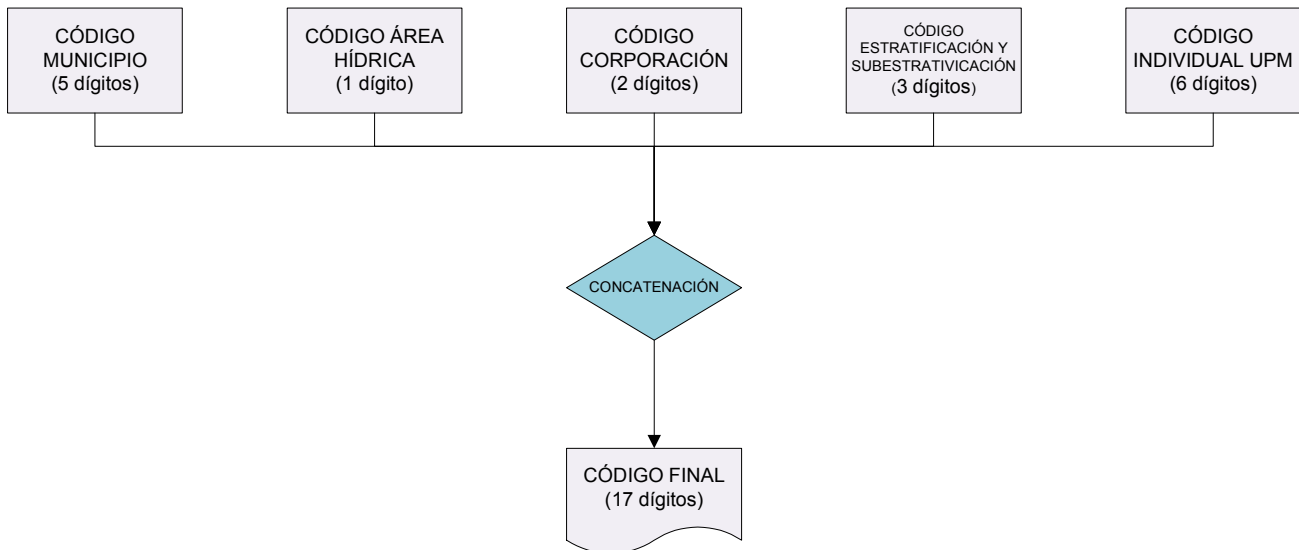 CÓDIGO
MUNICIPIO
(5 dígitos)
CÓDIGO ÁREA
HÍDRICA
(1 dígito)
CÓDIGO
CORPORACIÓN
(2 dígitos)
CÓDIGO
ESTRATIFICACIÓN Y
SUBESTRATIVICACIÓN
(3 dígitos)
CÓDIGO
INDIVIDUAL UPM
(6 dígitos)
CONCATENACIÓN
CÓDIGO FINAL
(17 dígitos)